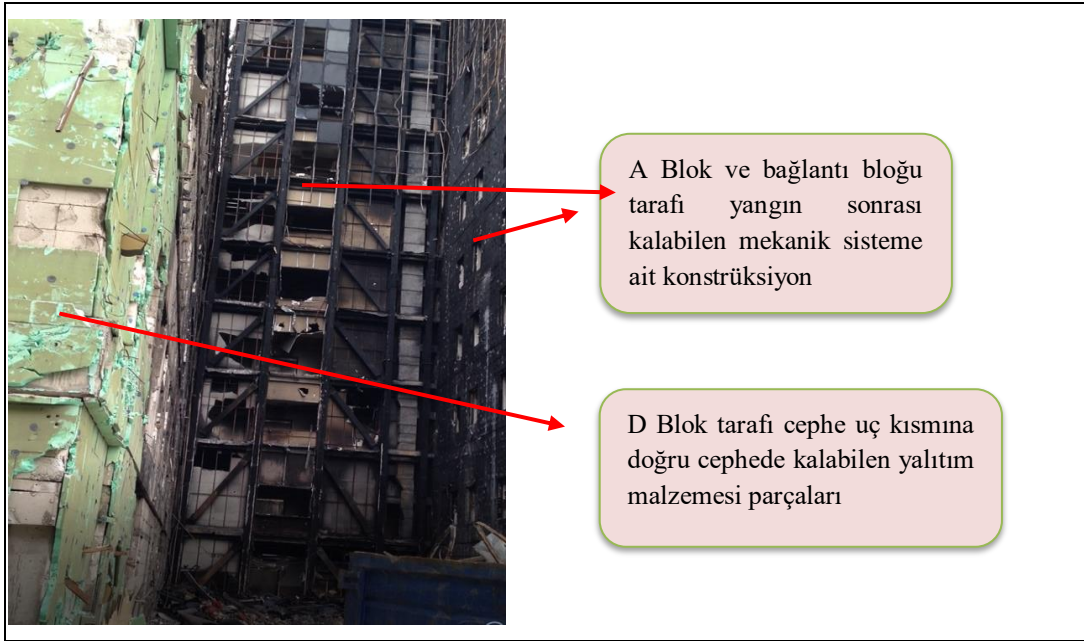 A Blok ve bağlantı bloğu
tarafı yangın sonrası
kalabilen mekanik sisteme
ait konstrüksiyon
D Blok tarafı cephe uç kısmına
doğru cephede kalabilen yalıtım
malzemesi parçaları